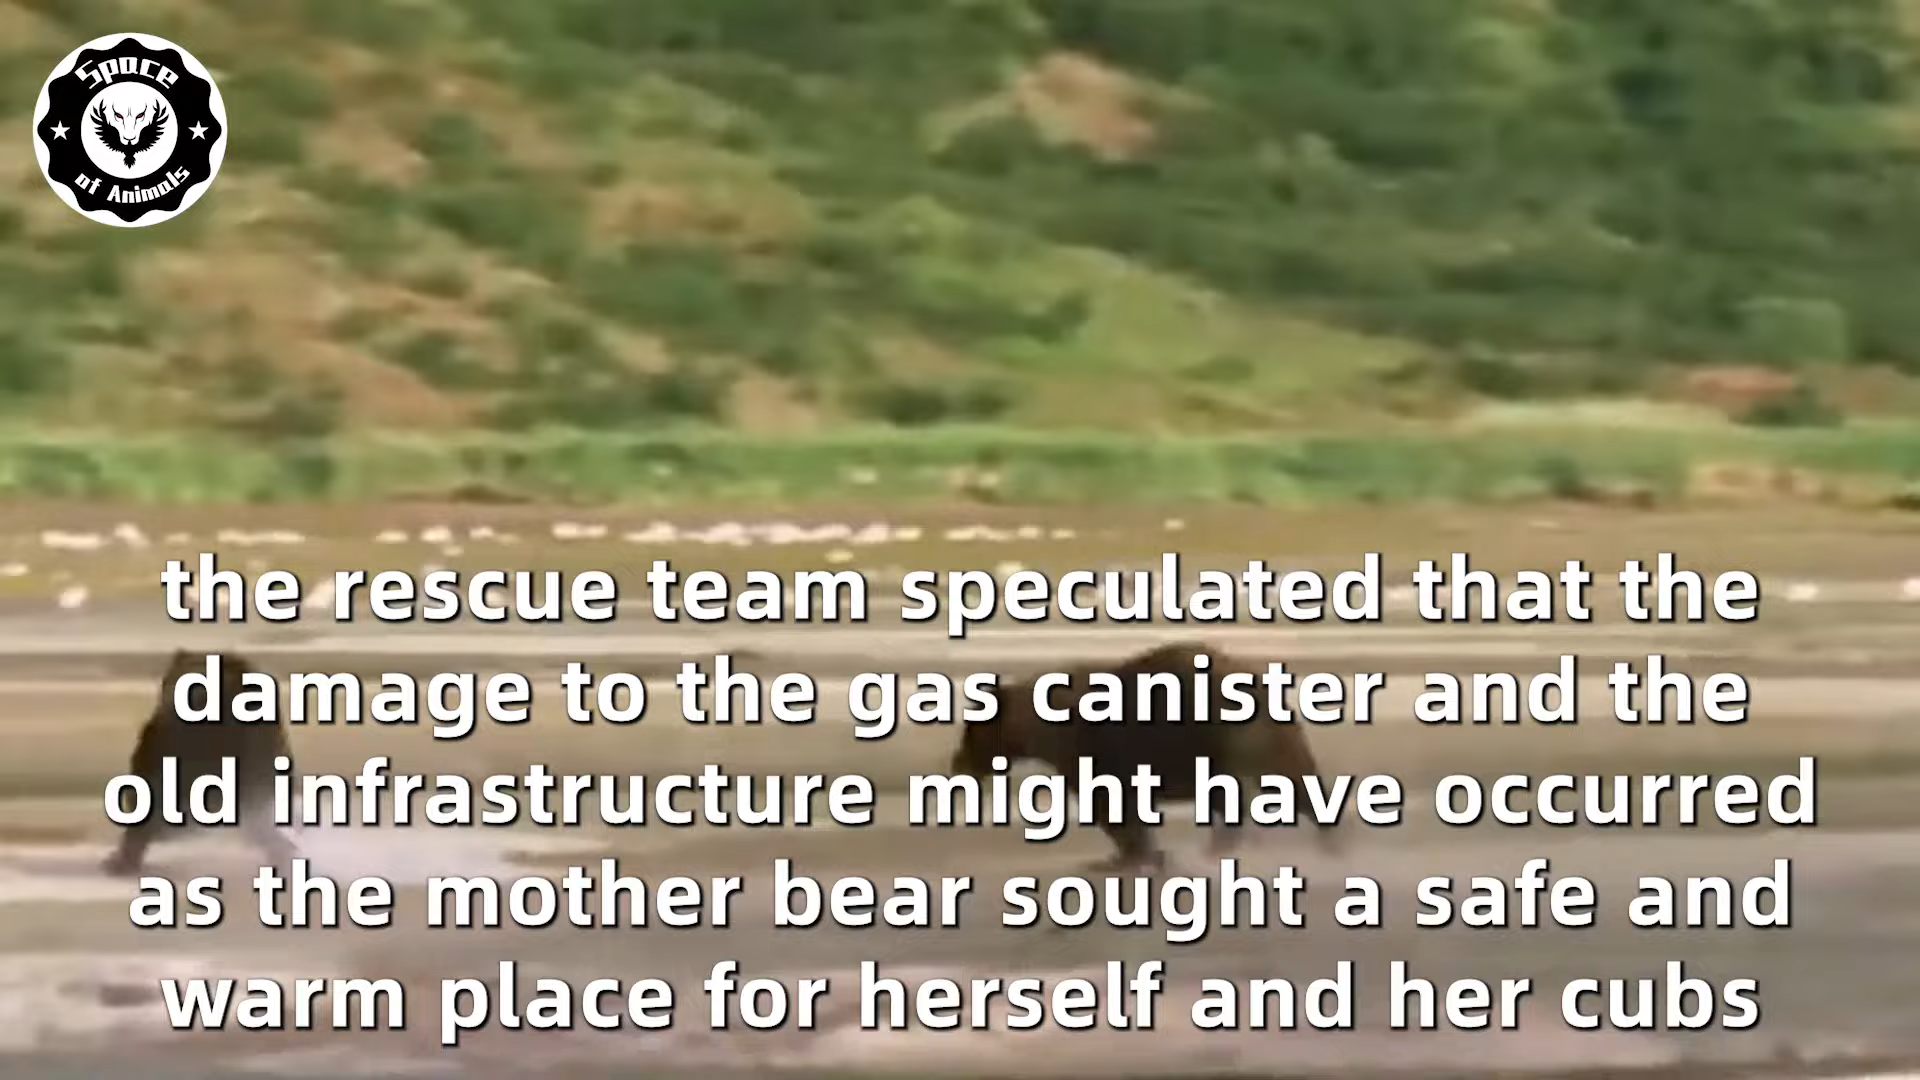 Space
of Animals
the rescue team speculated that the
damage to the gas canister and the
old infrastructure might have occurred
as the mother bear sought a safe and
warm place for herself and her cubs